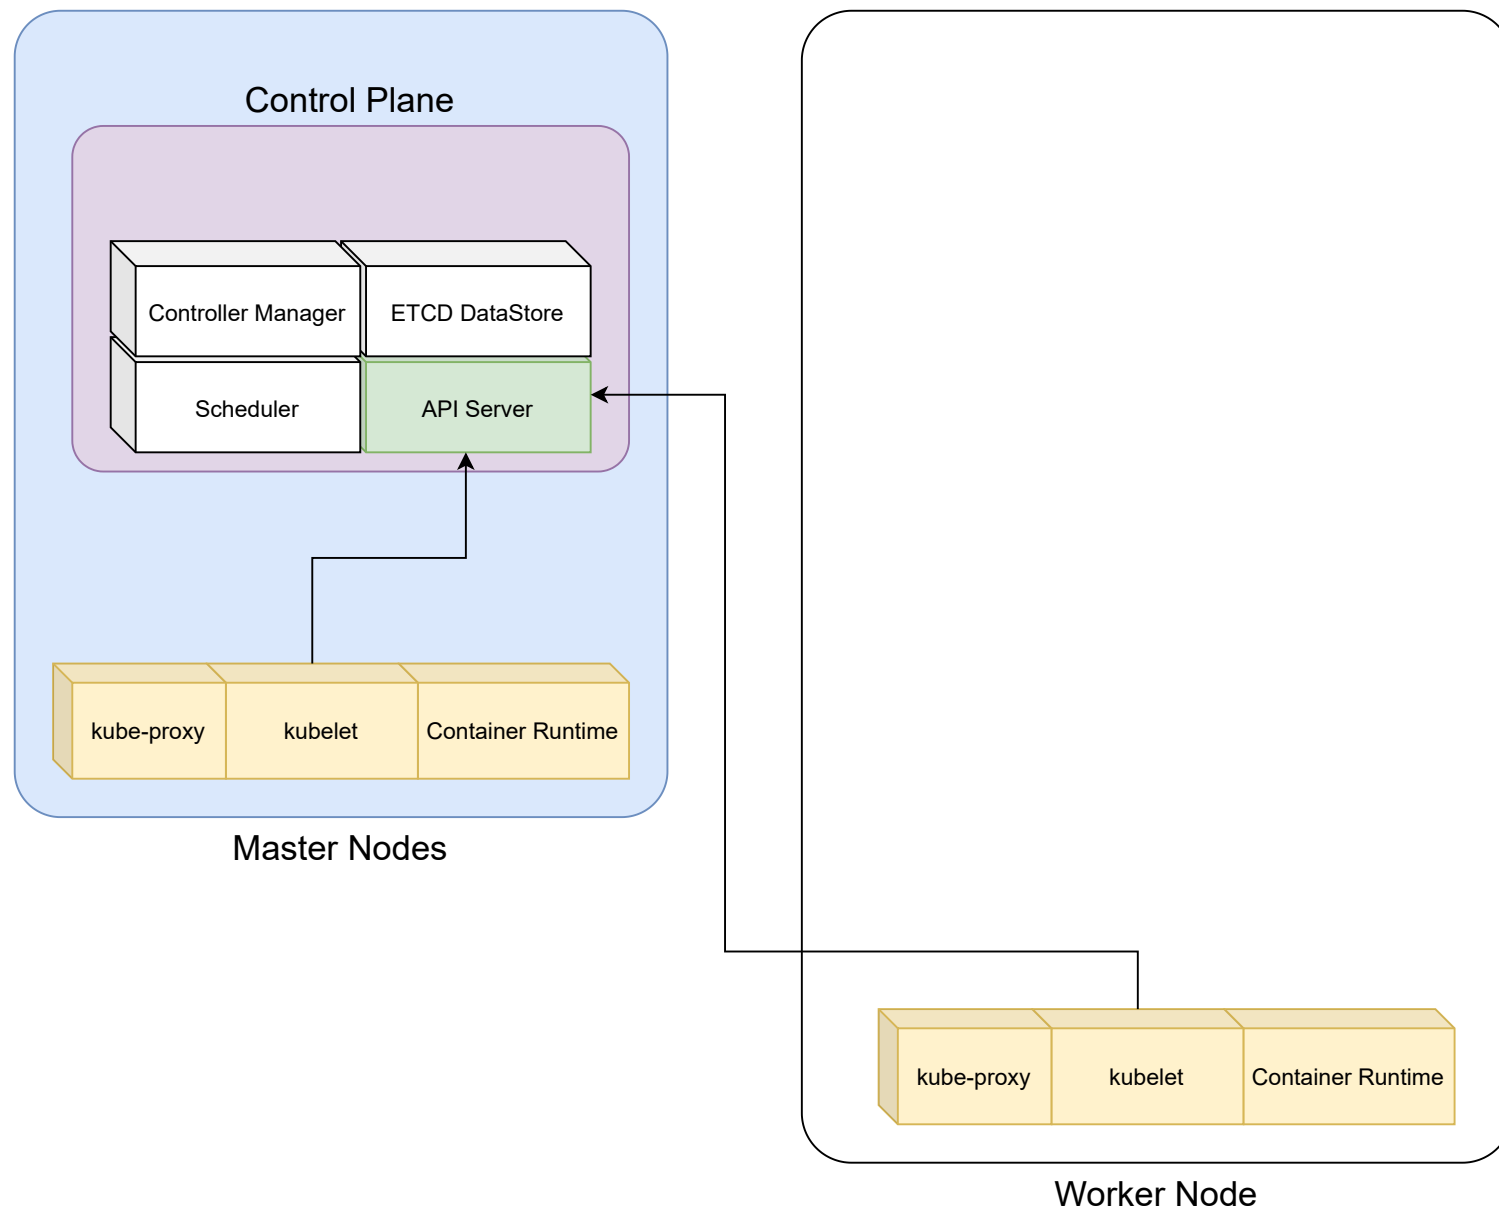 Control Plane
Controller Manager
ETCD DataStore
Scheduler
API Server
kube-proxy
kubelet
Container Runtime
Master Nodes
kube-proxy
kubelet
Container Runtime
Worker Node